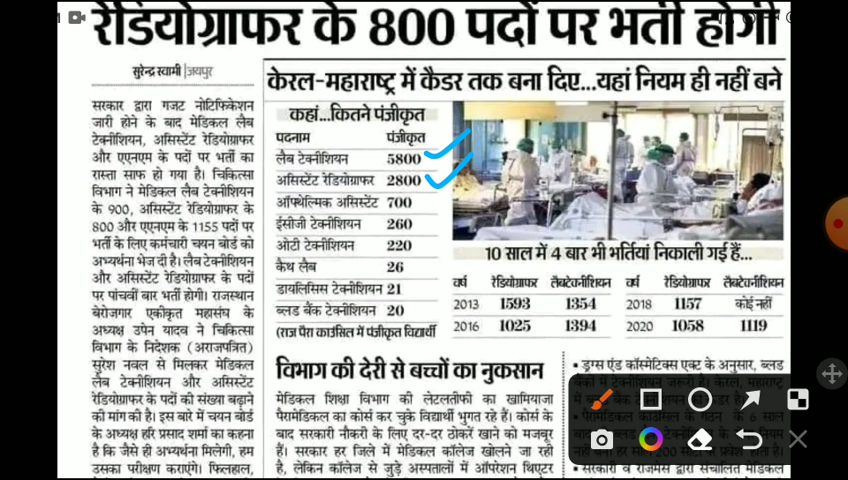 रेडियोग्राफर के 800 पदों पर भर्ती होगी
सुरेन्द्र स्वामी | जयपुर
सरकार द्वारा गजट नोटिफिकेशन
जारी होने के बाद मेडिकल लैब
टेक्नीशियन, असिस्टेंट रेडियोग्राफर
और एएनएम के पदों पर भर्ती का
रास्ता साफ हो गया है। चिकित्सा
विभाग ने मेडिकल लैब टेक्नीशियन
के 900, असिस्टेंट रेडियोग्राफर के
800 और एएनएम के 1155 पदों पर
भर्ती के लिए कर्मचारी चयन बोर्ड को
अभ्यर्थना भेज दी है। लैब टेक्नीशियन
और असिस्टेंट रेडियोग्राफर के पदों
पर पांचवीं बार भर्ती होगी। राजस्थान
बेरोजगार एकीकृत महासंघ के
अध्यक्ष उपेन यादव ने चिकित्सा
विभाग के निदेशक (अराजपत्रित)
सुरेश नवल से मिलकर मेडिकल
लैब टेक्नीशियन और असिस्टेंट
रेडियोग्राफर के पदों की संख्या बढ़ाने
की मांग की है। इस बारे में चयन बोर्ड
के अध्यक्ष हरि प्रसाद शर्मा का कहना
है कि जैसे ही अभ्यर्थना मिलेगी, हम
उसका परीक्षण कराएंगे। फिलहाल,
केरल-महाराष्ट्र में कैडर तक बना दिए...यहां नियम ही नहीं बने
कहां...कितने पंजीकृत
पदनाम पंजीकृत
लैब टेक्नीशियन 5800
असिस्टेंट रेडियोग्राफर 2800
ऑफ्थेल्मिक असिस्टेंट 700
ईसीजी टेक्नीशियन 260
ओटी टेक्नीशियन 220
कैथ लैब 26
डायलिसिस टेक्नीशियन 21
ब्लड बैंक टेक्नीशियन 20
(राज पैरा काउंसिल में पंजीकृत विद्यार्थी
10 साल में 4 बार भी भर्तियां निकाली गई हैं...
वर्ष रेडियोग्राफर लैबटेक्नीशियन वर्ष रेडियोग्राफर लैबटेक्नीशियन
2013 1593 1354 2018 1157 कोई नहीं
2016 1025 1394 2020 1058 1119
विभाग की देरी से बच्चों का नुकसान
मेडिकल शिक्षा विभाग की लेटलतीफी का खामियाजा
पैरामेडिकल का कोर्स कर चुके विद्यार्थी भुगत रहे हैं। कोर्स के
बाद सरकारी नौकरी के लिए दर-दर ठोकरें खाने को मजबूर
हैं। सरकार हर जिले में मेडिकल कॉलेज खोलने जा रही
है, लेकिन कॉलेज से जुड़े अस्पतालों में ऑपरेशन थिएटर
• ड्रग्स एंड कॉस्मेटिक्स एक्ट के अनुसार, ब्लड
• सरकारी व राजमेस द्वारा संचालित मेडिकल